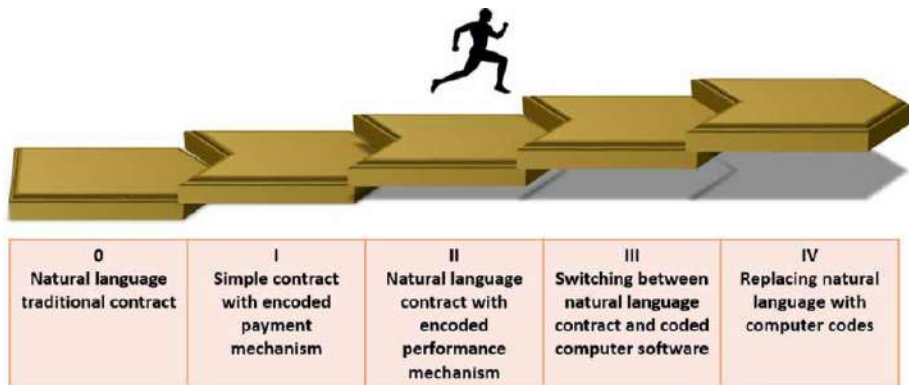 0
Natural language
traditional contract
I
Simple contract
with encoded
payment
mechanism
II
Natural language
contract with
encoded
performance
mechanism
III
Switching between
natural language
contract and coded
computer software
IV
Replacing natural
language with
computer codes